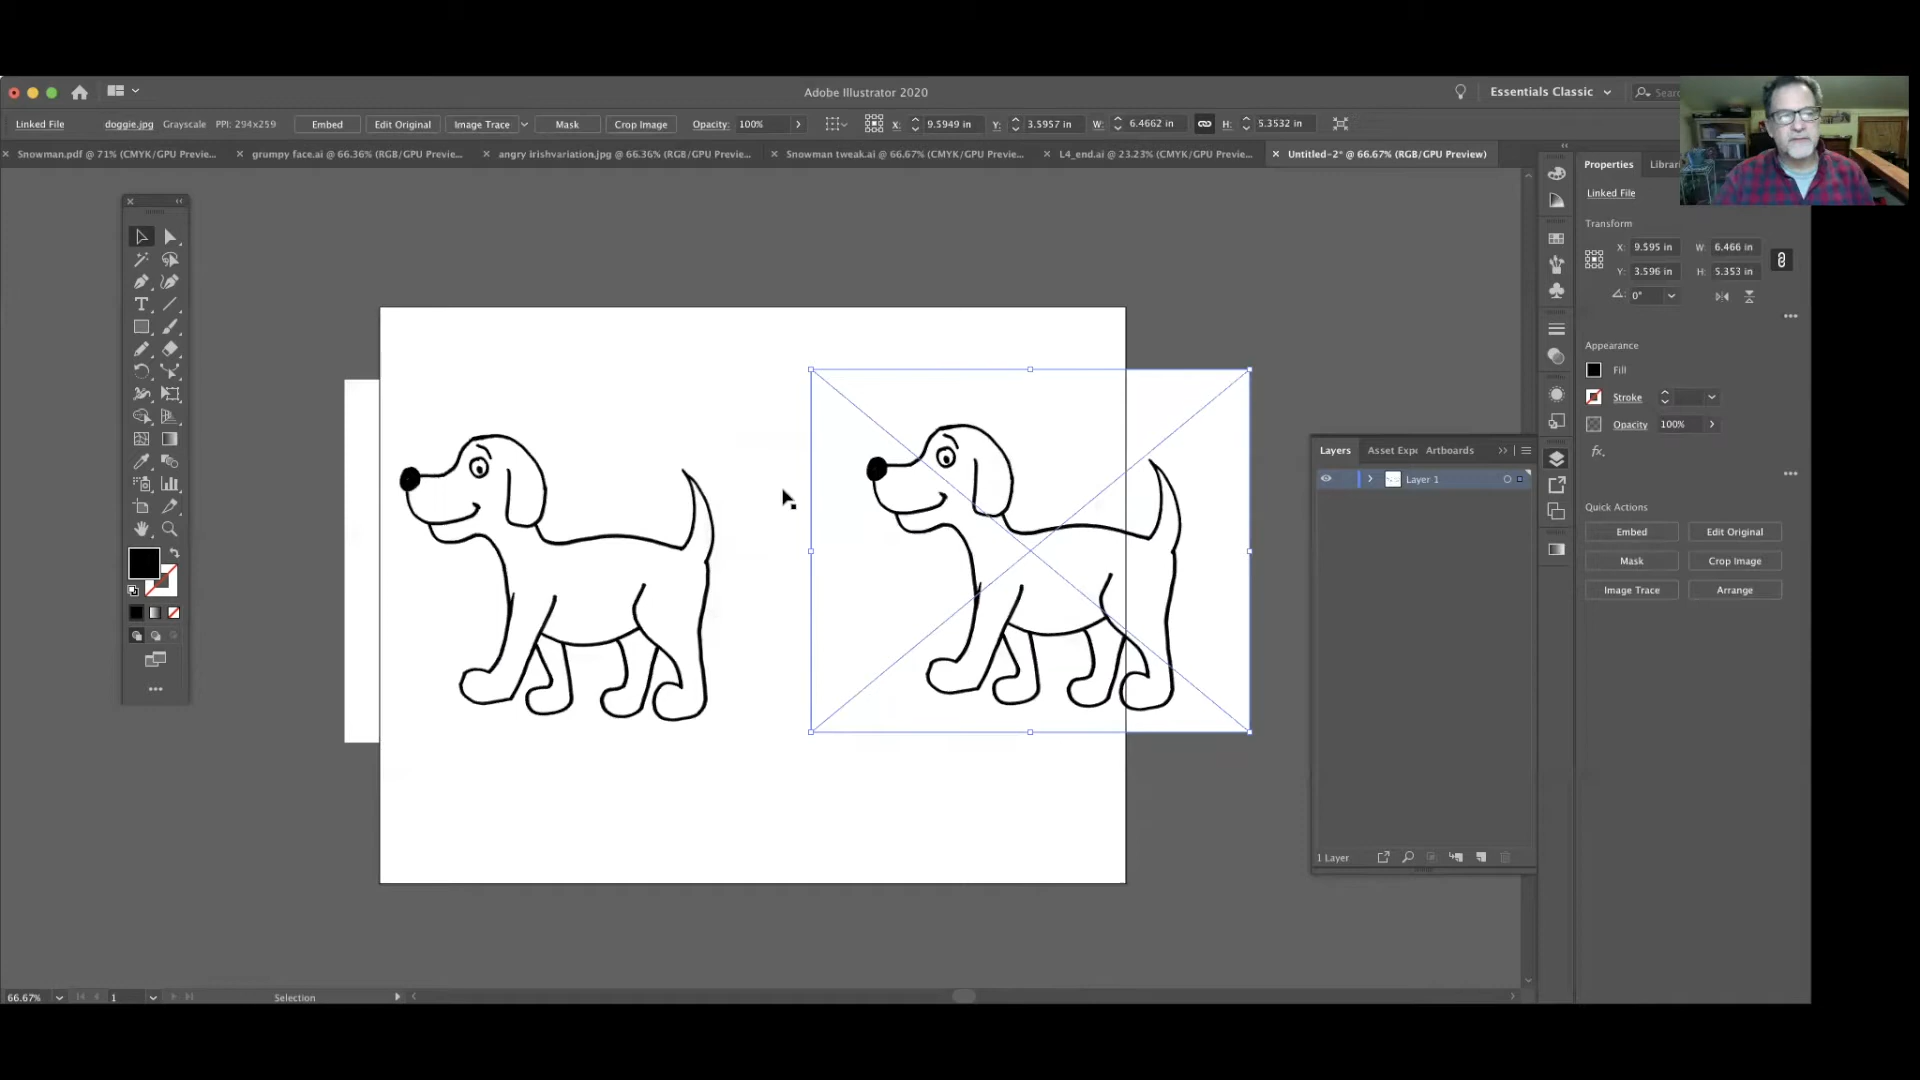 Adobe Illustrator 2020
Essentials Classic
Sear
Linked File doggie.jpg Grayscale PPI: 294x259 Embed Edit Original Image Trace Mask Crop Image Opacity: 100% X: 9.5949 in Y: 3.5957 in W: 6.4662 in H: 5.3532 in
Snowman.pdf @ 71% (CMYK/GPU Previe...
grumpy face.ai @ 66.36% (RGB/GPU Previe...
angry irishvariation.jpg @ 66.36% (RGB/GPU Previe...
Snowman tweak.ai @ 66.67% (CMYK/GPU Previe...
L4_end.ai @ 23.23% (CMYK/GPU Previe...
Untitled-2* @ 66.67% (RGB/GPU Preview)
Properties Librari
Linked File
Transform
X: 9.595 in W: 6.466 in
Y: 3.596 in H: 5.353 in
0°
Appearance
Fill
Stroke
Opacity 100%
fx.
Quick Actions
Embed Edit Original
Mask Crop Image
Image Trace Arrange
Layers Asset Expo Artboards
Layer 1
1 Layer
66.67% 1 Selection